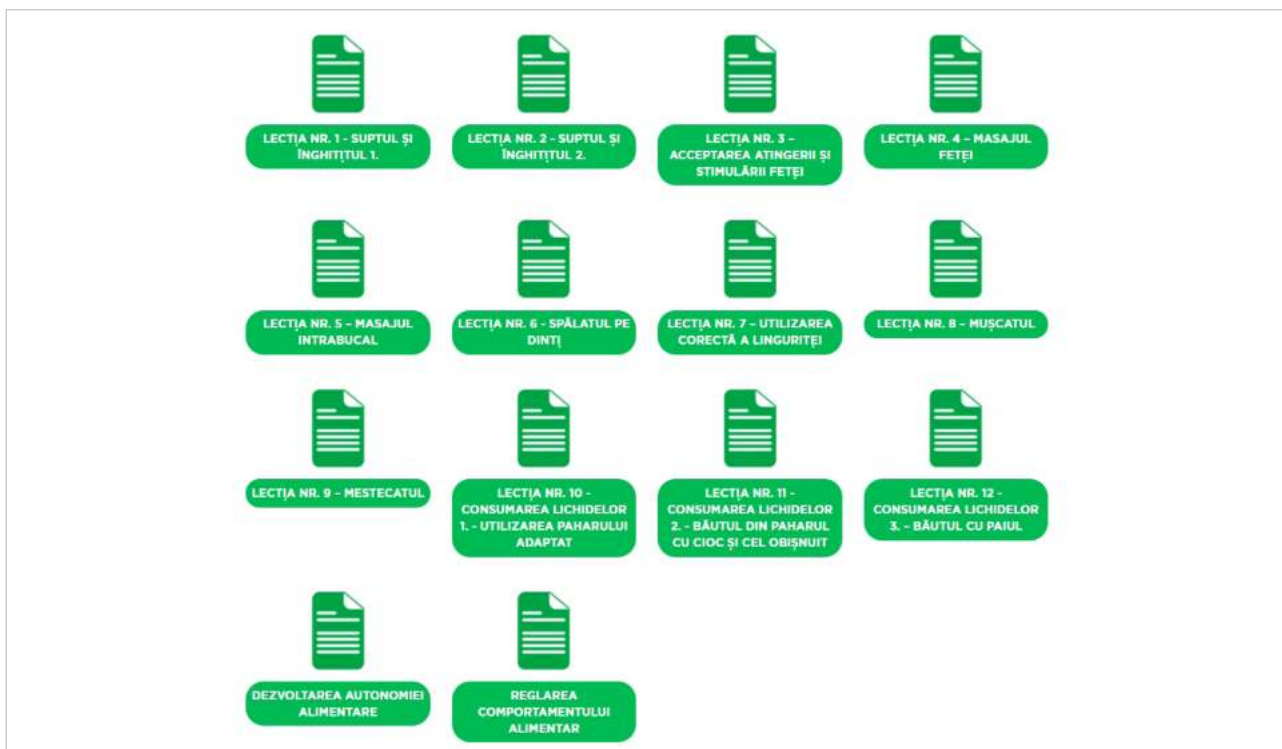 LECȚIA NR. 1 - SUPTUL ȘI
ÎNGHIȚITUL 1.
LECȚIA NR. 2 - SUPTUL ȘI
ÎNGHIȚITUL 2.
LECȚIA NR. 3 –
ACCEPTAREA ATINGERII ȘI
STIMULĂRII FEȚEI
LECȚIA NR. 4 – MASAJUL
FEȚEI
LECȚIA NR. 5 – MASAJUL
INTRABUCAL
LECȚIA NR. 6 - SPĂLATUL PE
DINȚI
LECȚIA NR. 7 – UTILIZAREA
CORECTĂ A LINGURIȚEI
LECȚIA NR. 8 – MUȘCATUL
LECȚIA NR. 9 – MESTECATUL
LECȚIA NR. 10 -
CONSUMAREA LICHIDELOR
1. - UTILIZAREA PAHARULUI
ADAPTAT
LECȚIA NR. 11 -
CONSUMAREA LICHIDELOR
2. - BĂUTUL DIN PAHARUL
CU CIOC ȘI CEL OBIȘNUIT
LECȚIA NR. 12 -
CONSUMAREA LICHIDELOR
3. – BĂUTUL CU PAIUL
DEZVOLTAREA AUTONOMIEI
ALIMENTARE
REGLAREA
COMPORTAMENTULUI
ALIMENTAR